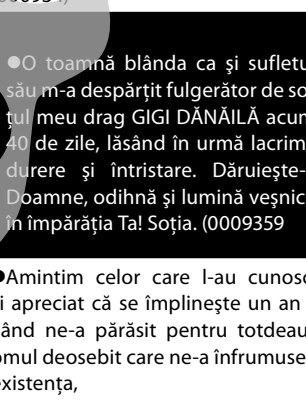 ●O toamnă blânda ca şi sufletu
său m-a despărţit fulgerător de so
ţul meu drag GIGI DĂNĂILĂ acum
40 de zile, lăsând în urmă lacrim
durere şi întristare. Dăruieşte-
Doamne, odihnă şi lumină veşnic
în împărăţia Ta! Soţia. (0009359
●Amintim celor care l-au cunosc
i apreciat că se împlineşte un an
ând ne-a părăsit pentru totdeau
omul deosebit care ne-a înfrumuse
existenţa,